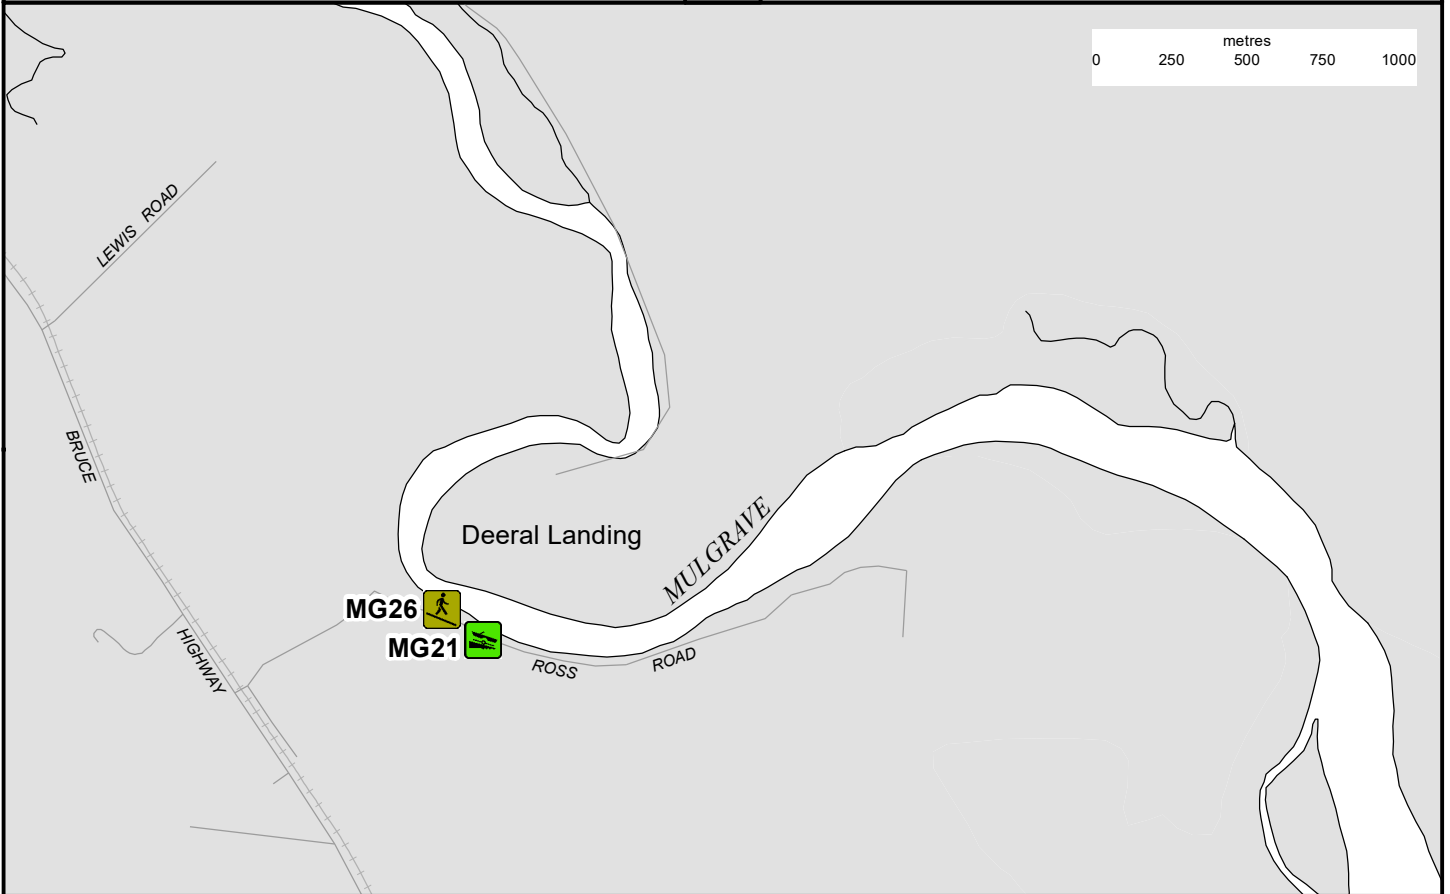 metres
0 250 500 750 1000
LEWIS ROAD
BRUCE
Deeral Landing
MULGRAVE
MG26
MG21
HIGHWAY
ROSS ROAD